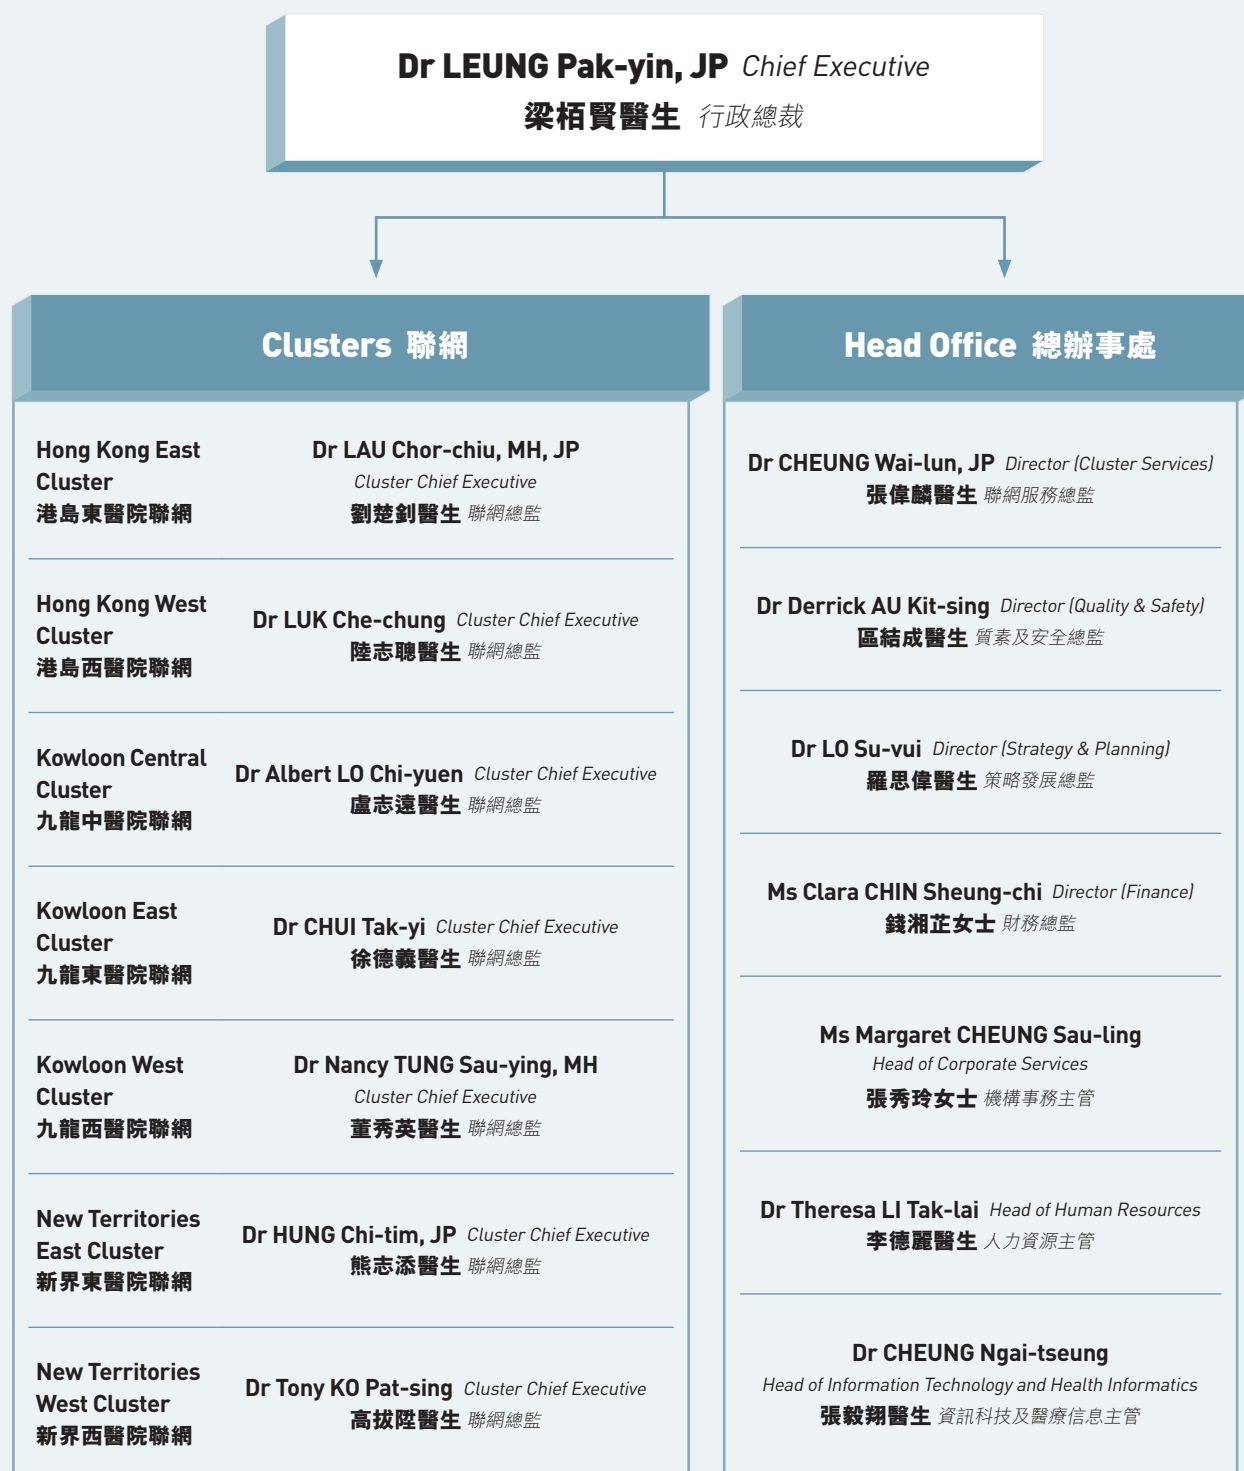 Dr LEUNG Pak-yin, JP Chief Executive
梁栢賢醫生 行政總裁
Clusters 聯網
Hong Kong East
Cluster
港島東醫院聯網
Dr LAU Chor-chiu, MH, JP
Cluster Chief Executive
劉楚釗醫生 聯網總監
Hong Kong West
Cluster
港島西醫院聯網
Dr LUK Che-chung Cluster Chief Executive
陸志聰醫生 聯網總監
Kowloon Central
Cluster
九龍中醫院聯網
Dr Albert LO Chi-yuen Cluster Chief Executive
盧志遠醫生 聯網總監
Kowloon East
Cluster
九龍東醫院聯網
Dr CHUI Tak-yi Cluster Chief Executive
徐德義醫生 聯網總監
Kowloon West
Cluster
九龍西醫院聯網
Dr Nancy TUNG Sau-ying, MH
Cluster Chief Executive
董秀英醫生 聯網總監
New Territories
East Cluster
新界東醫院聯網
Dr HUNG Chi-tim, JP Cluster Chief Executive
熊志添醫生 聯網總監
New Territories
West Cluster
新界西醫院聯網
Dr Tony KO Pat-sing Cluster Chief Executive
高拔陞醫生 聯網總監
Head Office 總辦事處
Dr CHEUNG Wai-lun, JP Director (Cluster Services)
張偉麟醫生 聯網服務總監
Dr Derrick AU Kit-sing Director (Quality & Safety)
區結成醫生 質素及安全總監
Dr LO Su-vui Director (Strategy & Planning)
羅思偉醫生 策略發展總監
Ms Clara CHIN Sheung-chi Director (Finance)
錢湘芷女士 財務總監
Ms Margaret CHEUNG Sau-ling
Head of Corporate Services
張秀玲女士 機構事務主管
Dr Theresa LI Tak-lai Head of Human Resources
李德麗醫生 人力資源主管
Dr CHEUNG Ngai-tseung
Head of Information Technology and Health Informatics
張毅翔醫生 資訊科技及醫療信息主管